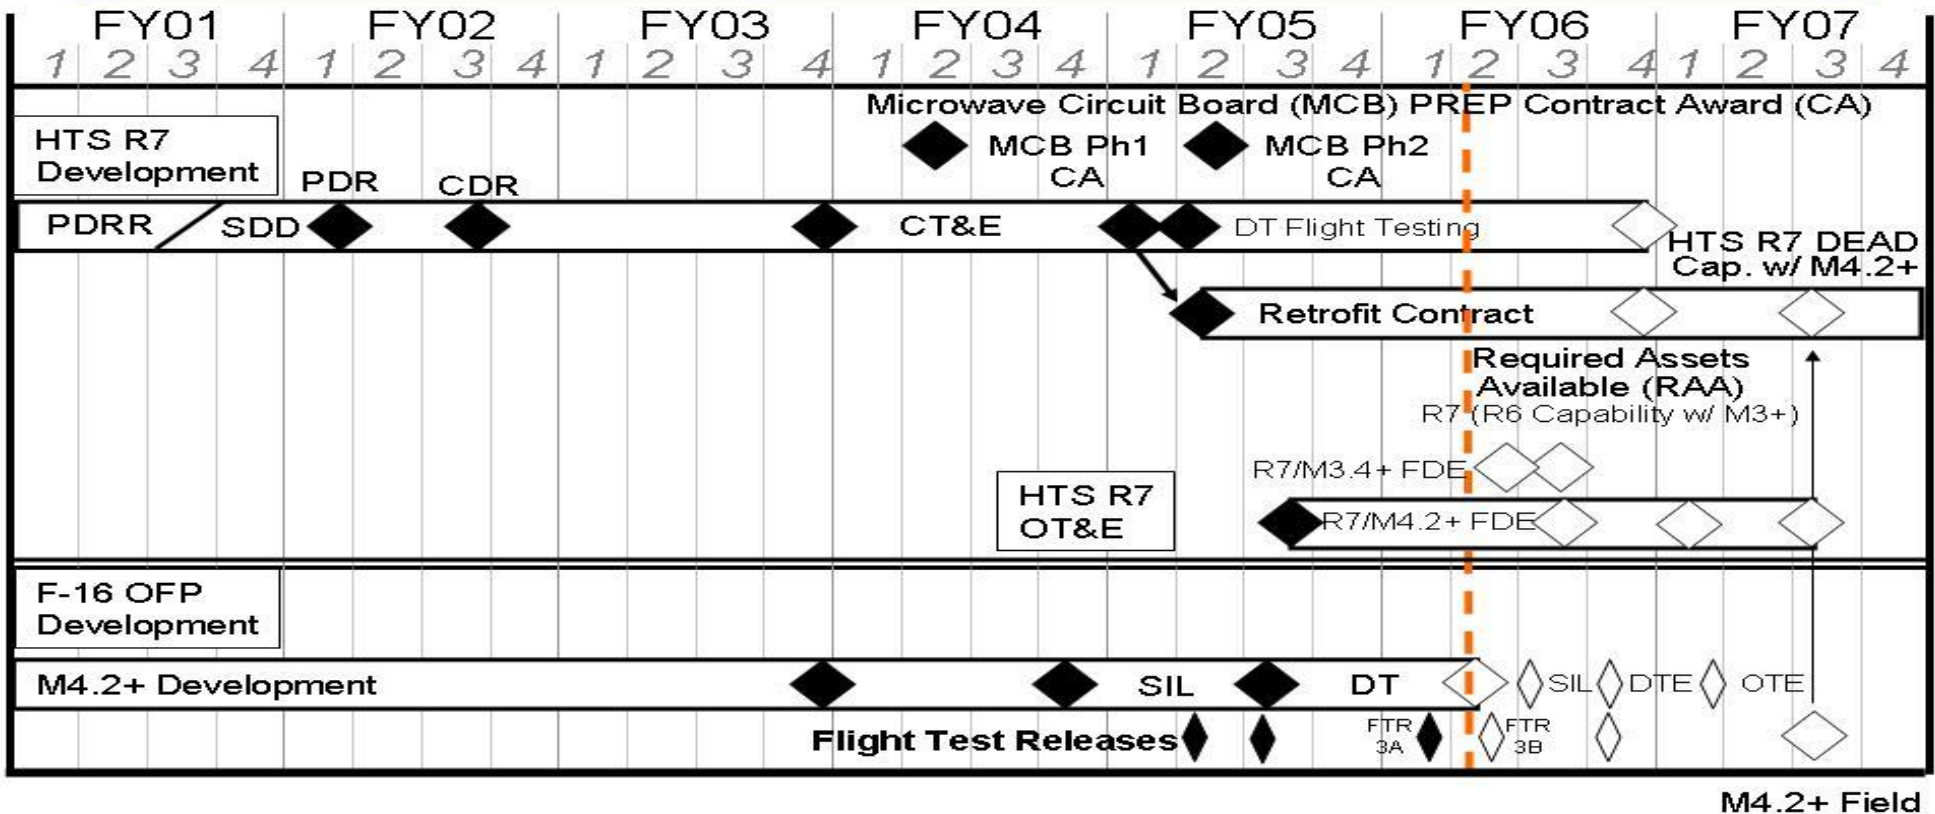 FY01 FY02 FY03 FY04 FY05 FY06 FY07
1 2 3 4 1 2 3 4 1 2 3 4 1 2 3 4 1 2 3 4 1 2 3 4 1 2 3 4
Microwave Circuit Board (MCB) PREP Contract Award (CA)
HTS R7
Development
MCB Ph1
CA
MCB Ph2
CA
PDR
CDR
PDRR SDD CT&E DT Flight Testing
HTS R7 DEAD
Cap. w/ M4.2+
Retrofit Contract
Required Assets
Available (RAA)
R7 (R6 Capability w/ M3+)
R7/M3.4+ FDE
HTS R7
OT&E
R7/M4.2+ FDE
F-16 OFP
Development
M4.2+ Development SIL DT SIL DTE OTE
Flight Test Releases
FTR
3A
FTR
3B
M4.2+ Field